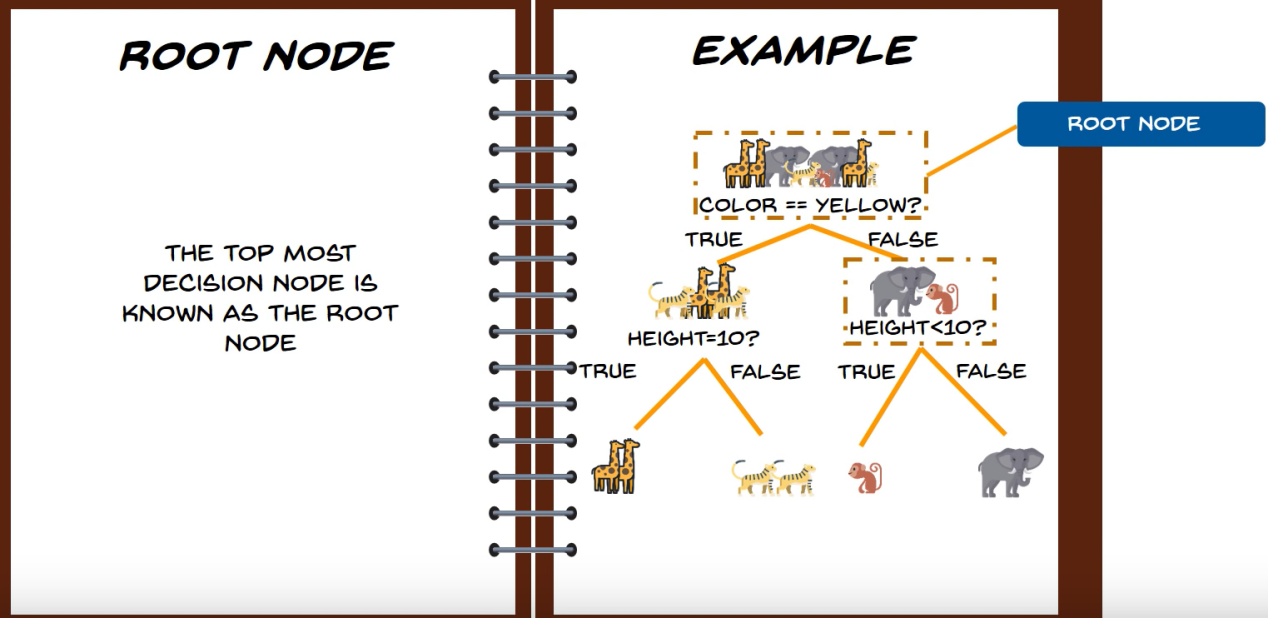 ROOT NODE
THE TOP MOST
DECISION NODE IS
KNOWN AS THE ROOT
NODE
EXAMPLE
ROOT NODE
COLOR == YELLOW?
TRUE
FALSE
HEIGHT=10?
HEIGHT<10?
TRUE
FALSE
TRUE
FALSE